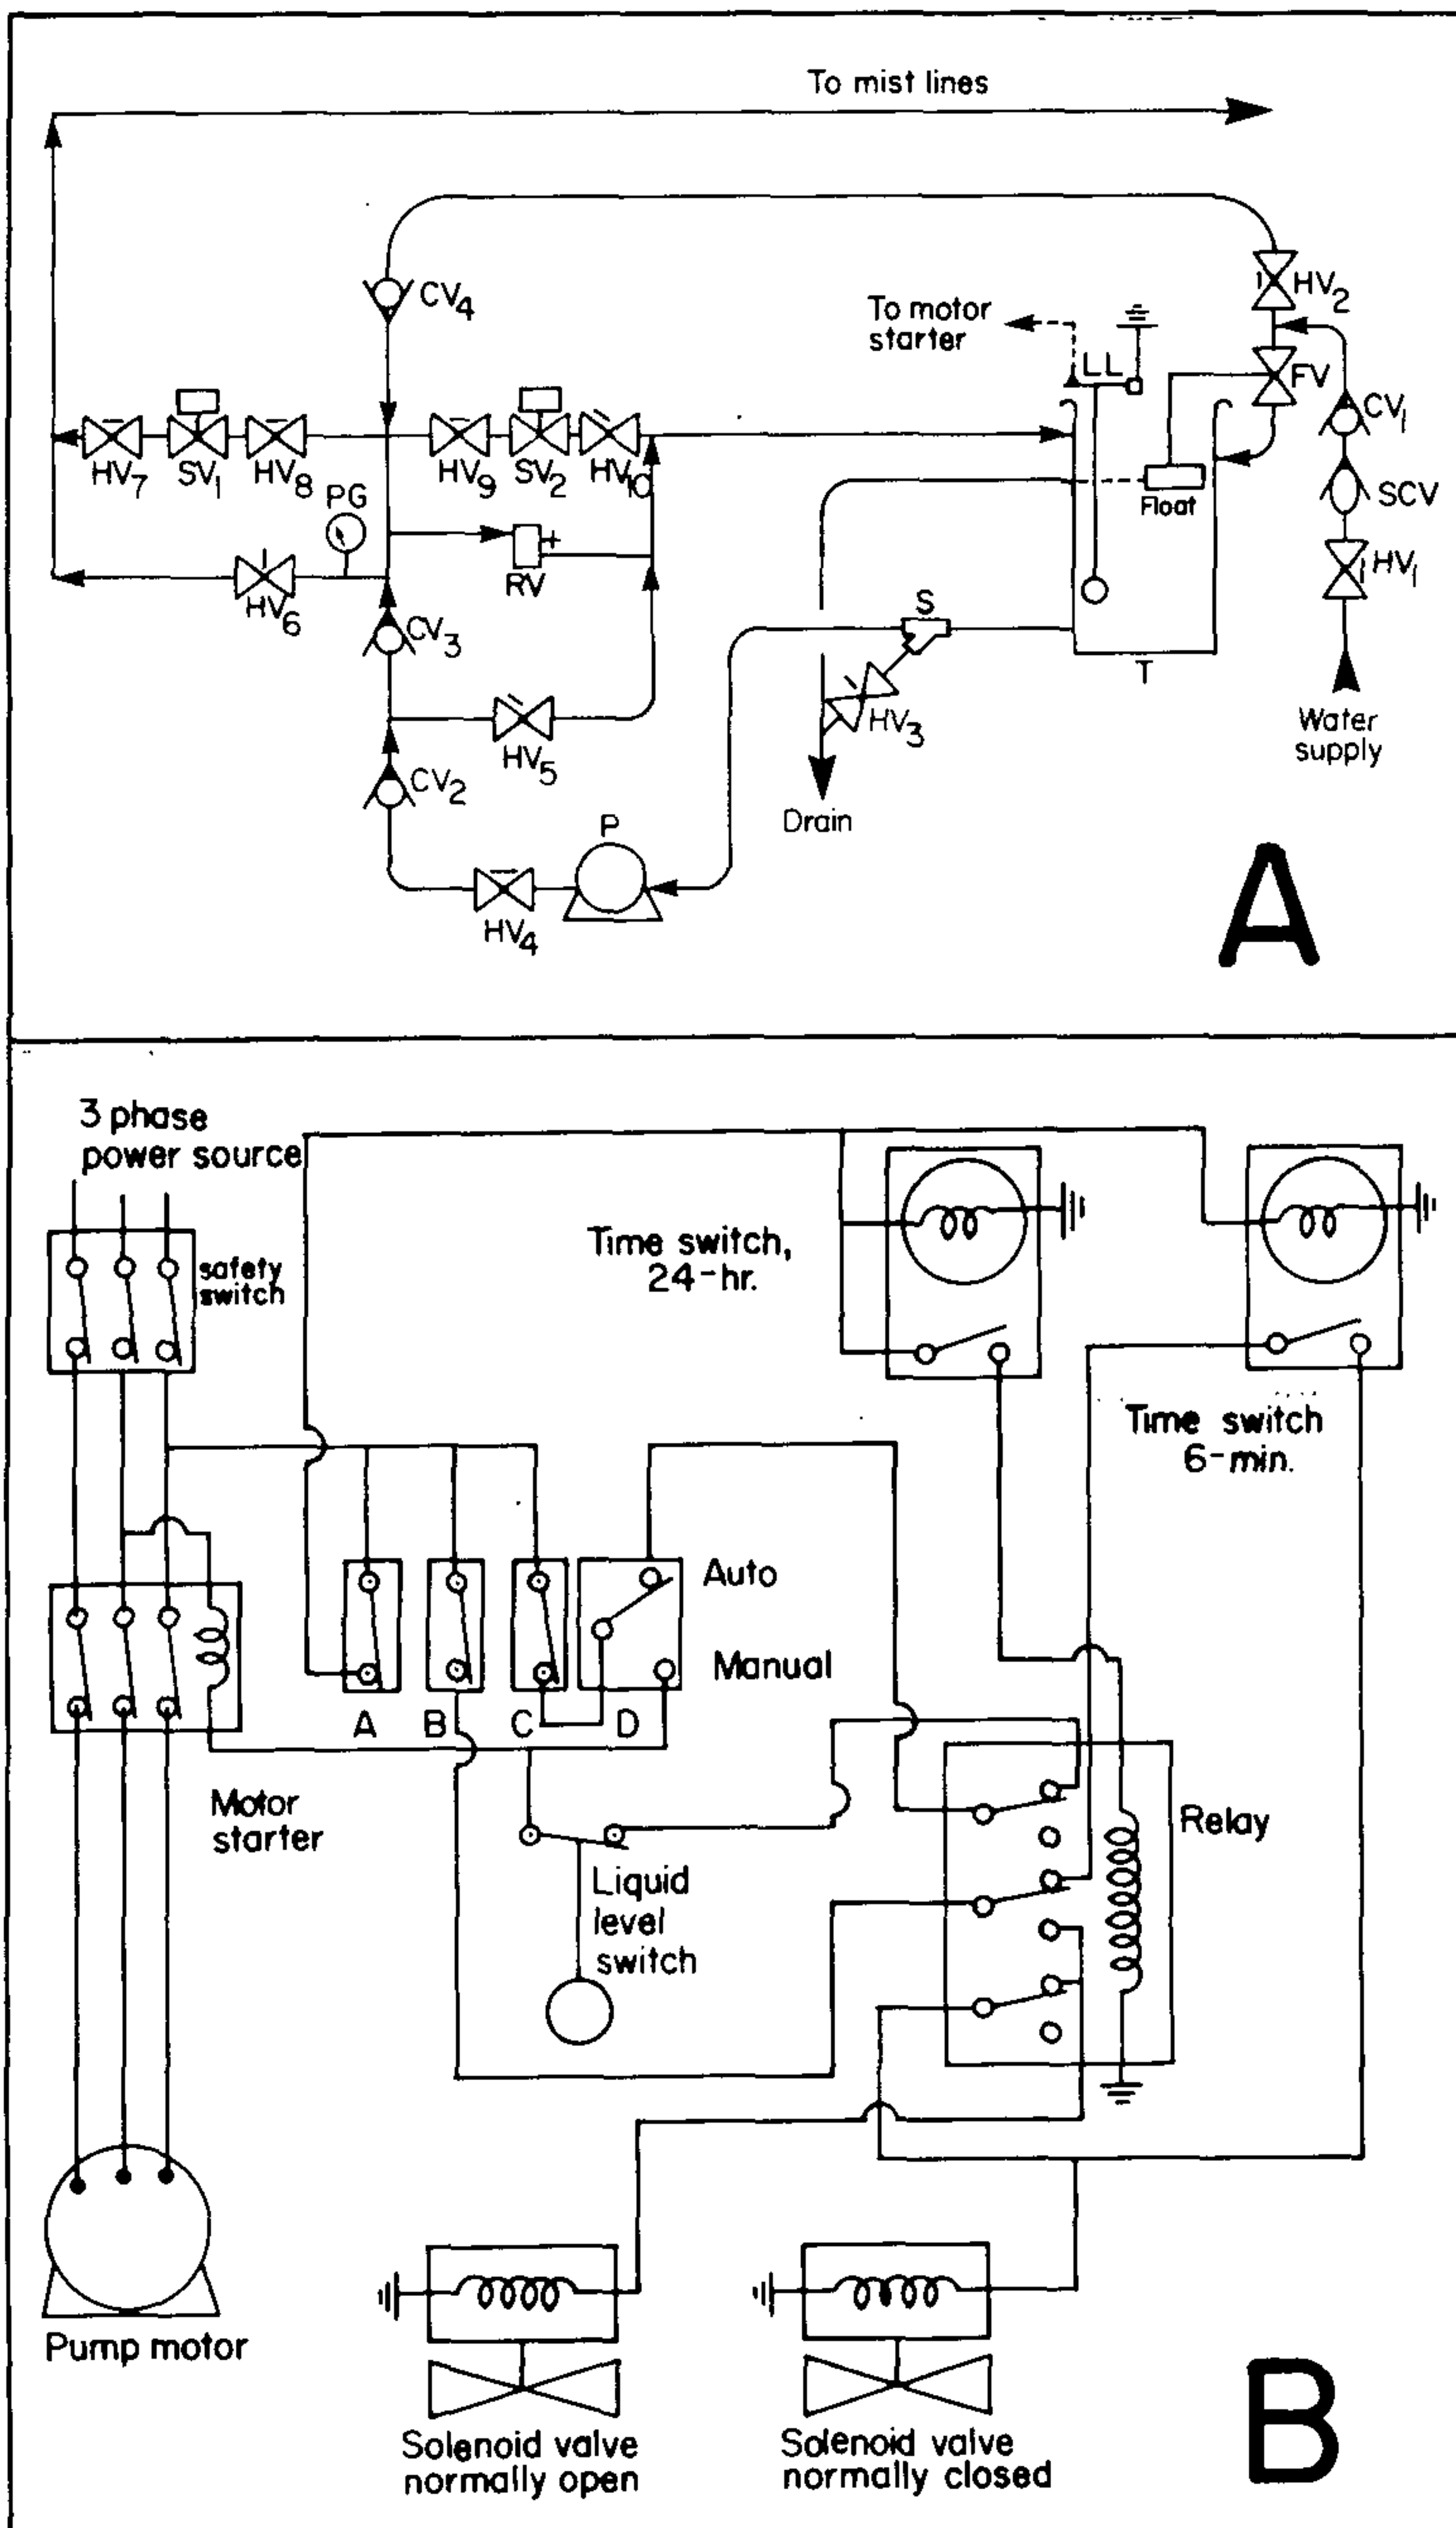 To mist lines
CV4
HV2
To motor
starter
LL
FV
CV1
HV7
SV1
HV8
HV9
SV2
HV10
SCV
PG
Float
RV
HV1
HV6
CV3
S
T
HV3
HV5
Water
supply
CV2
Drain
P
HV4
A
3 phase
power source
safety
switch
Time switch,
24-hr.
Time switch
6-min.
Auto
Manual
A
B
C
D
Motor
starter
Relay
Liquid
level
switch
Pump motor
Solenoid valve
normally open
Solenoid valve
normally closed
B